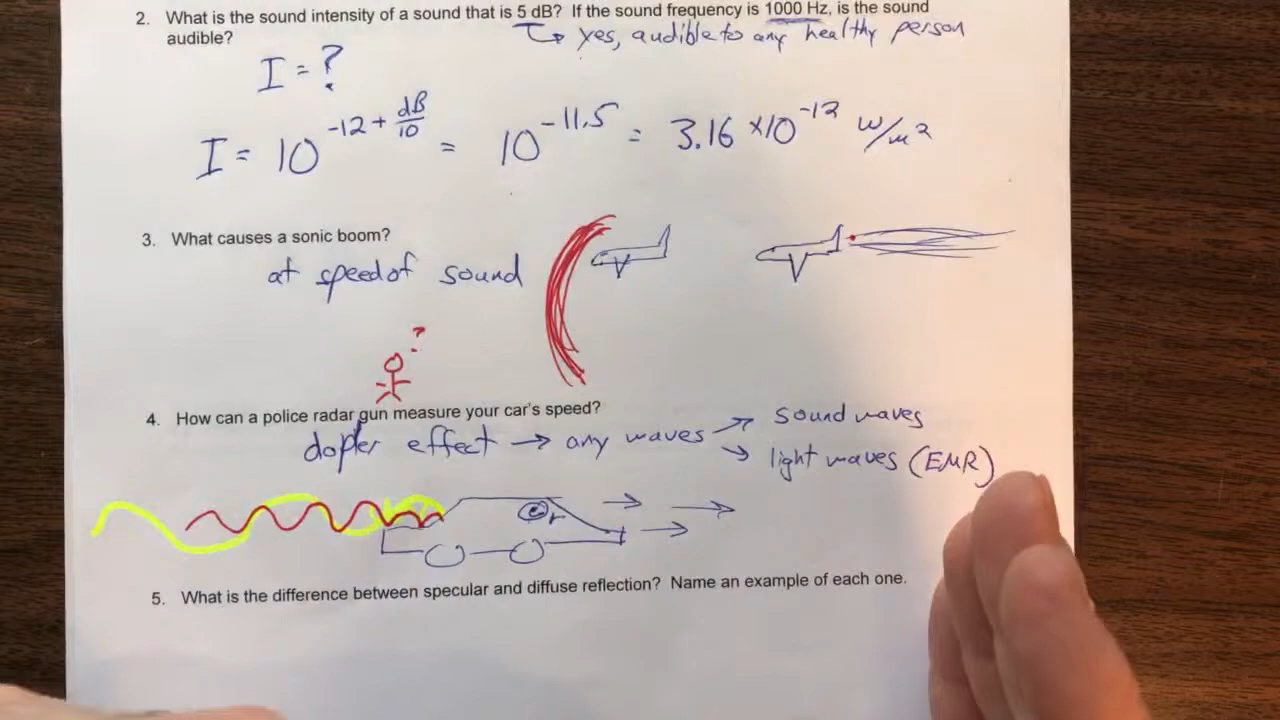 2. What is the sound intensity of a sound that is 5 dB? If the sound frequency is 1000 Hz, is the sound
audible?
yes, audible to any healthy person
I = ?
I = 10^{-12 + dB/10} = 10^{-11.5} = 3.16 × 10^{-12} W/m²
3. What causes a sonic boom?
at speed of sound
?
4. How can a police radar gun measure your car's speed?
dopler effect → any waves → sound waves
→ light waves (EMR)
5. What is the difference between specular and diffuse reflection? Name an example of each one.